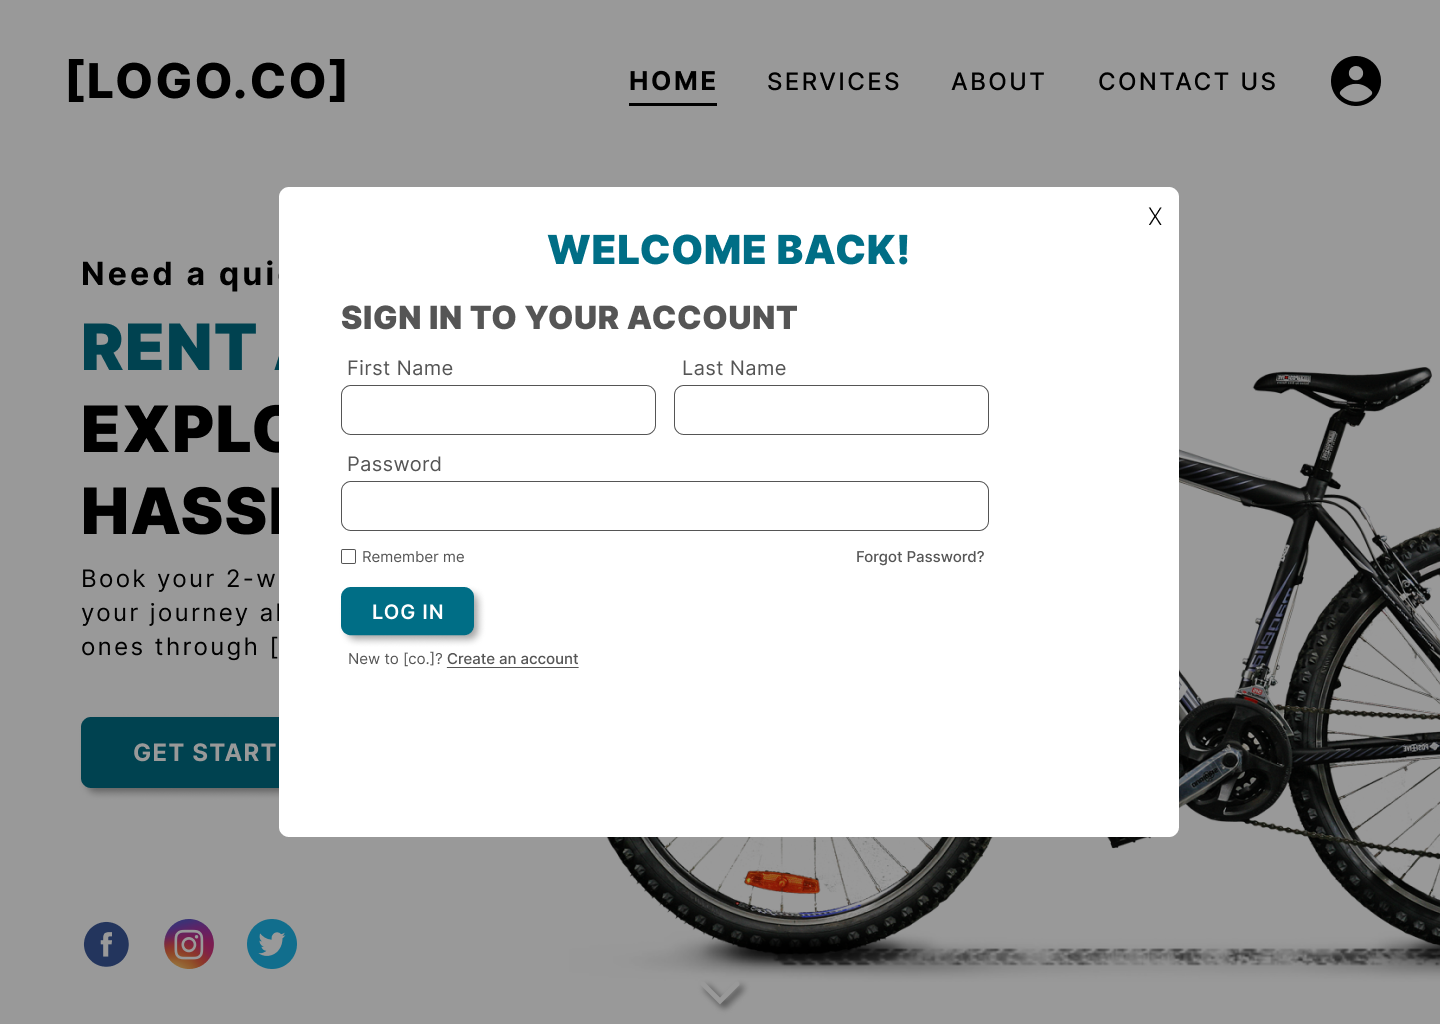 [LOGO.CO]
HOME SERVICES ABOUT CONTACT US
X
WELCOME BACK!
SIGN IN TO YOUR ACCOUNT
First Name Last Name
Password
Remember me Forgot Password?
LOG IN
New to [co.]? Create an account
Need a qui
RENT
EXPLO
HASS
Book your 2-w
your journey a
ones through [
GET START